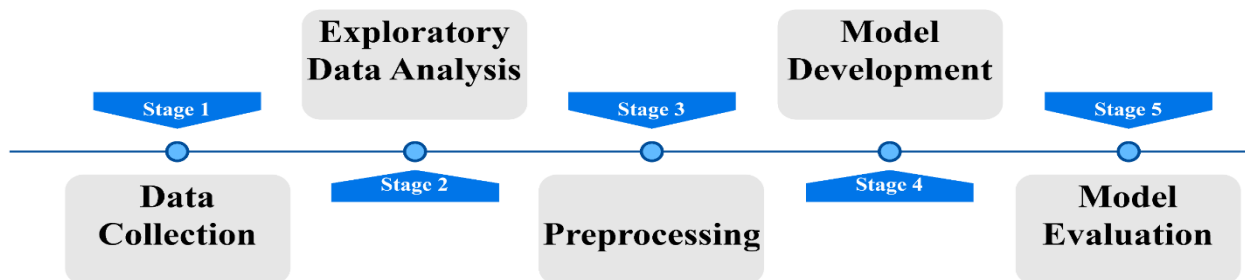 Exploratory
Data Analysis
Model
Development
Stage 1
Stage 3
Stage 5
Stage 2
Stage 4
Data
Collection
Preprocessing
Model
Evaluation